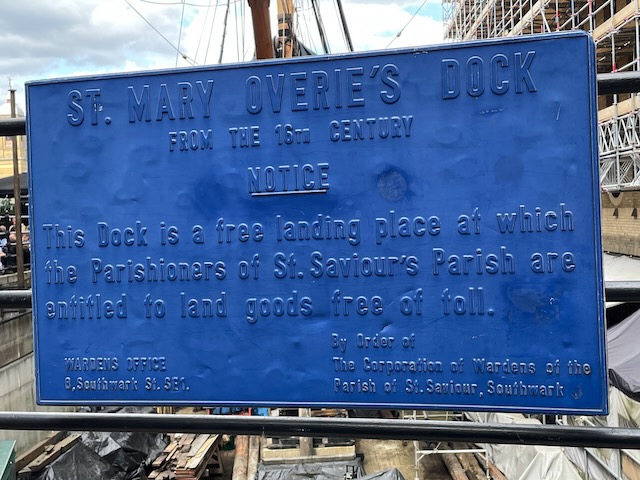 ST. MARY OVERIE'S DOCK
FROM THE 16TH CENTURY
NOTICE
This Dock is a free landing place at which
the Parishioners of St. Saviour's Parish are
entitled to land goods free of toll.
By Order of
WARDENS OFFICE
The Corporation of Wardens of the
6, Southwark St. SE1.
Parish of St. Saviour, Southwark